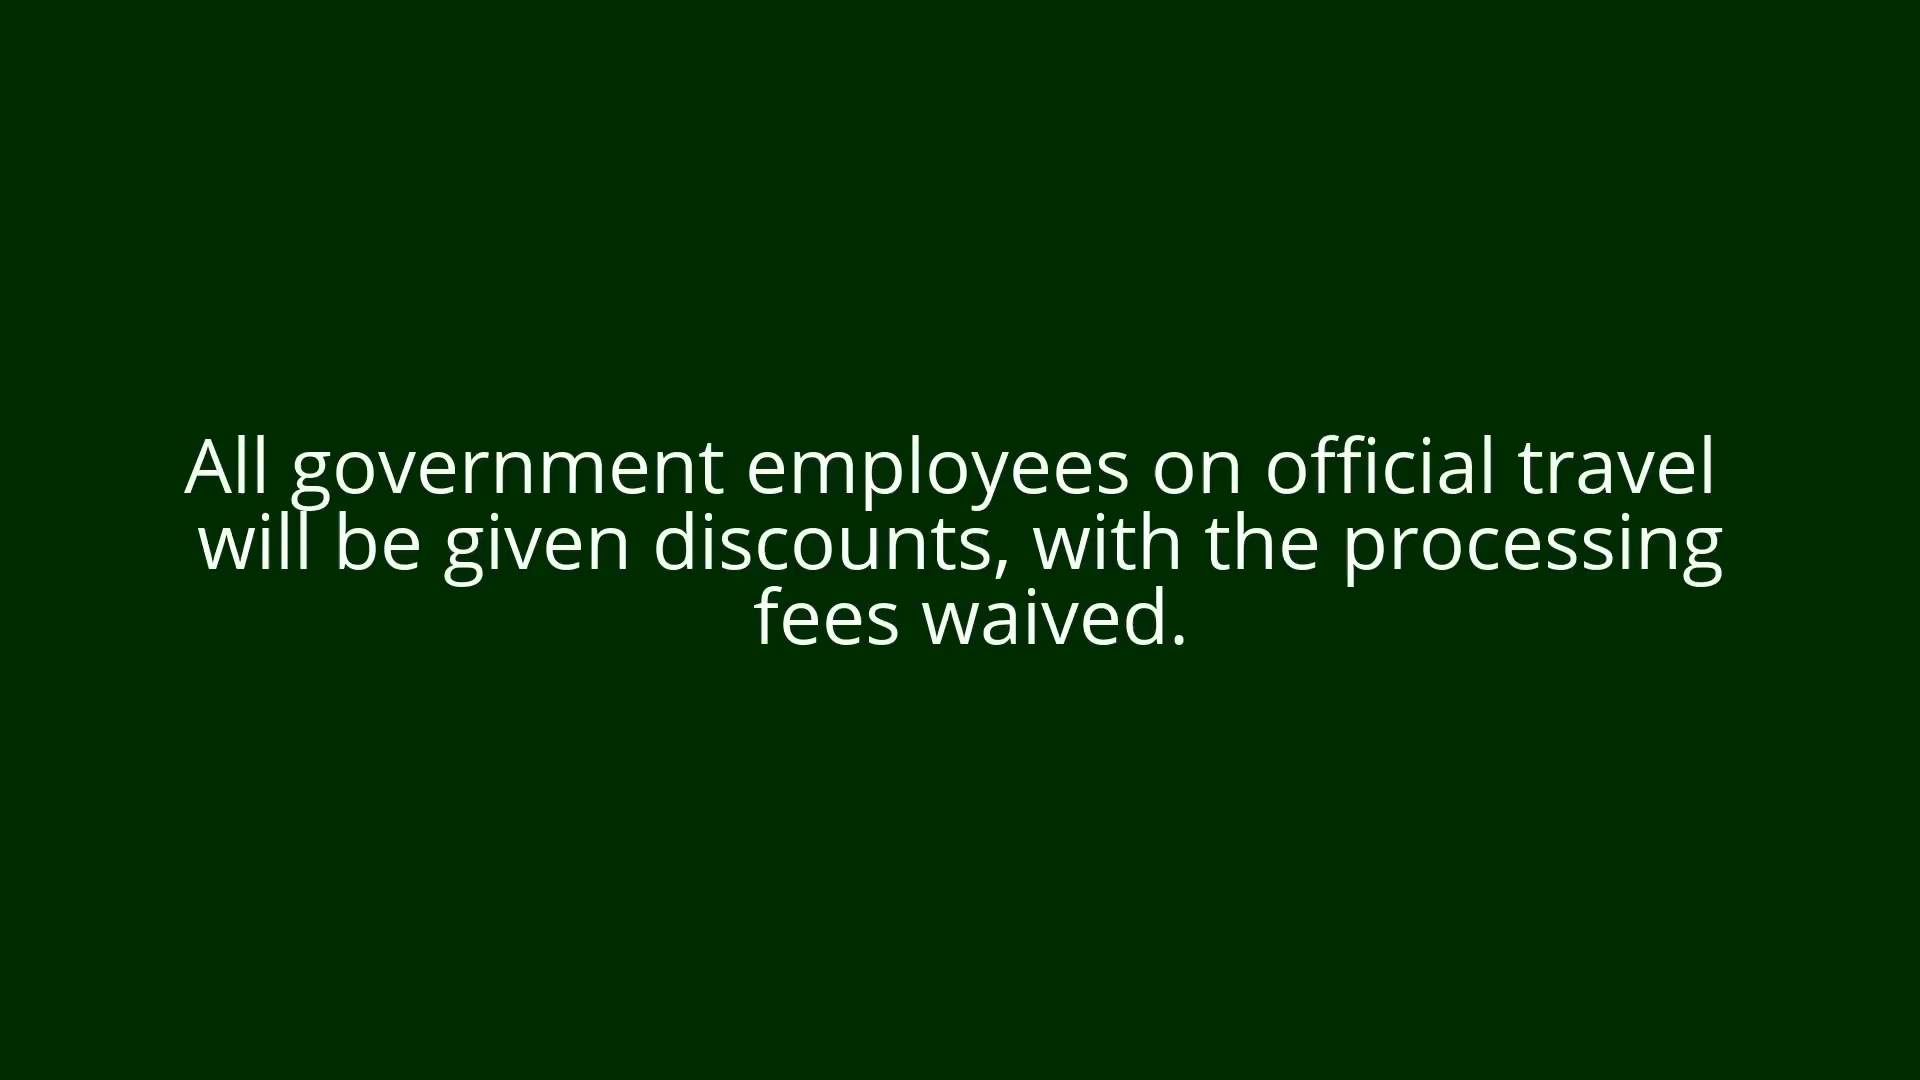 All government employees on official travel
will be given discounts, with the processing
fees waived.